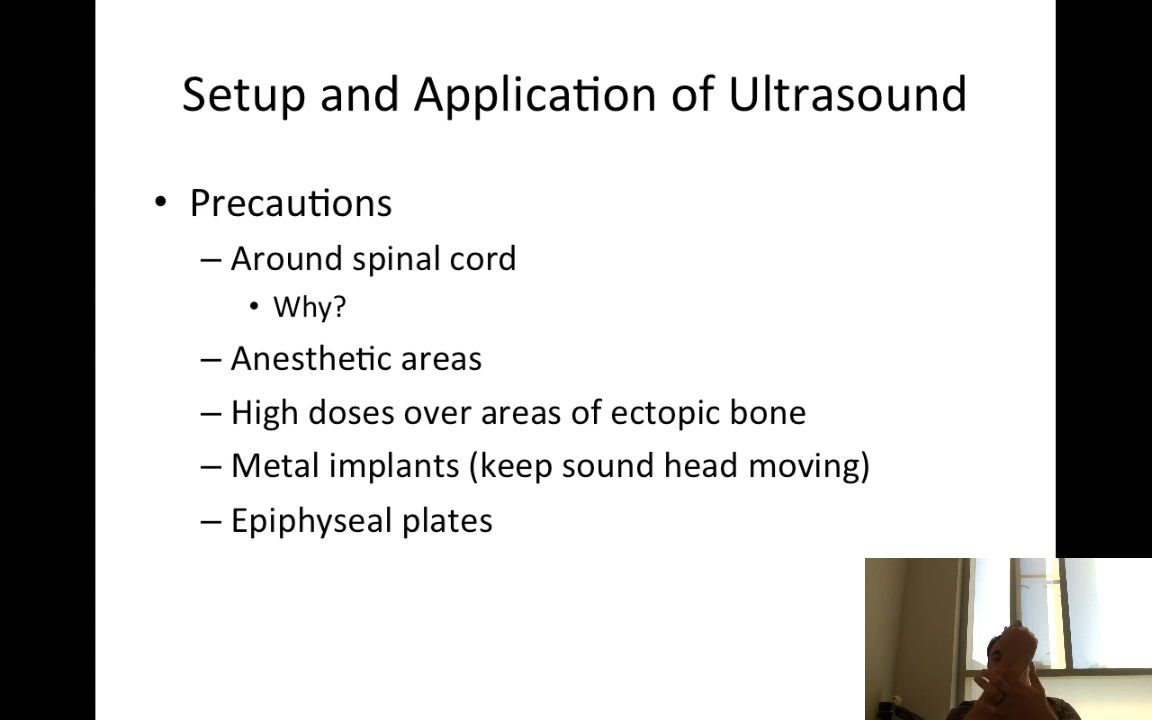 Setup and Application of Ultrasound
• Precautions
– Around spinal cord
• Why?
– Anesthetic areas
– High doses over areas of ectopic bone
– Metal implants (keep sound head moving)
– Epiphyseal plates